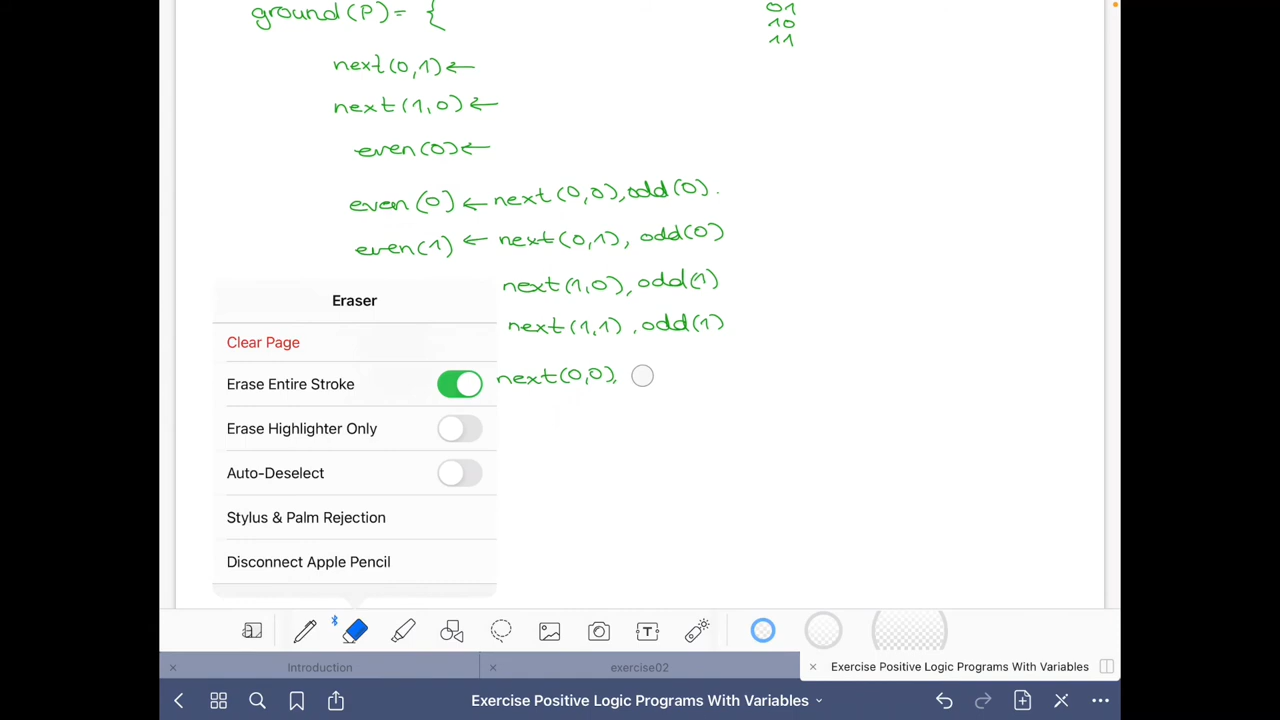 ground(P) = {
01
10
11
next(0,1) ←
next(1,0) ←
even(0) ←
even(0) ← next(0,0), odd(0).
even(1) ← next(0,1), odd(0)
next(1,0), odd(1)
next(1,1), odd(1)
next(0,0),
Eraser
Clear Page
Erase Entire Stroke
Erase Highlighter Only
Auto-Deselect
Stylus & Palm Rejection
Disconnect Apple Pencil
Introduction
exercise02
Exercise Positive Logic Programs With Variables
Exercise Positive Logic Programs With Variables